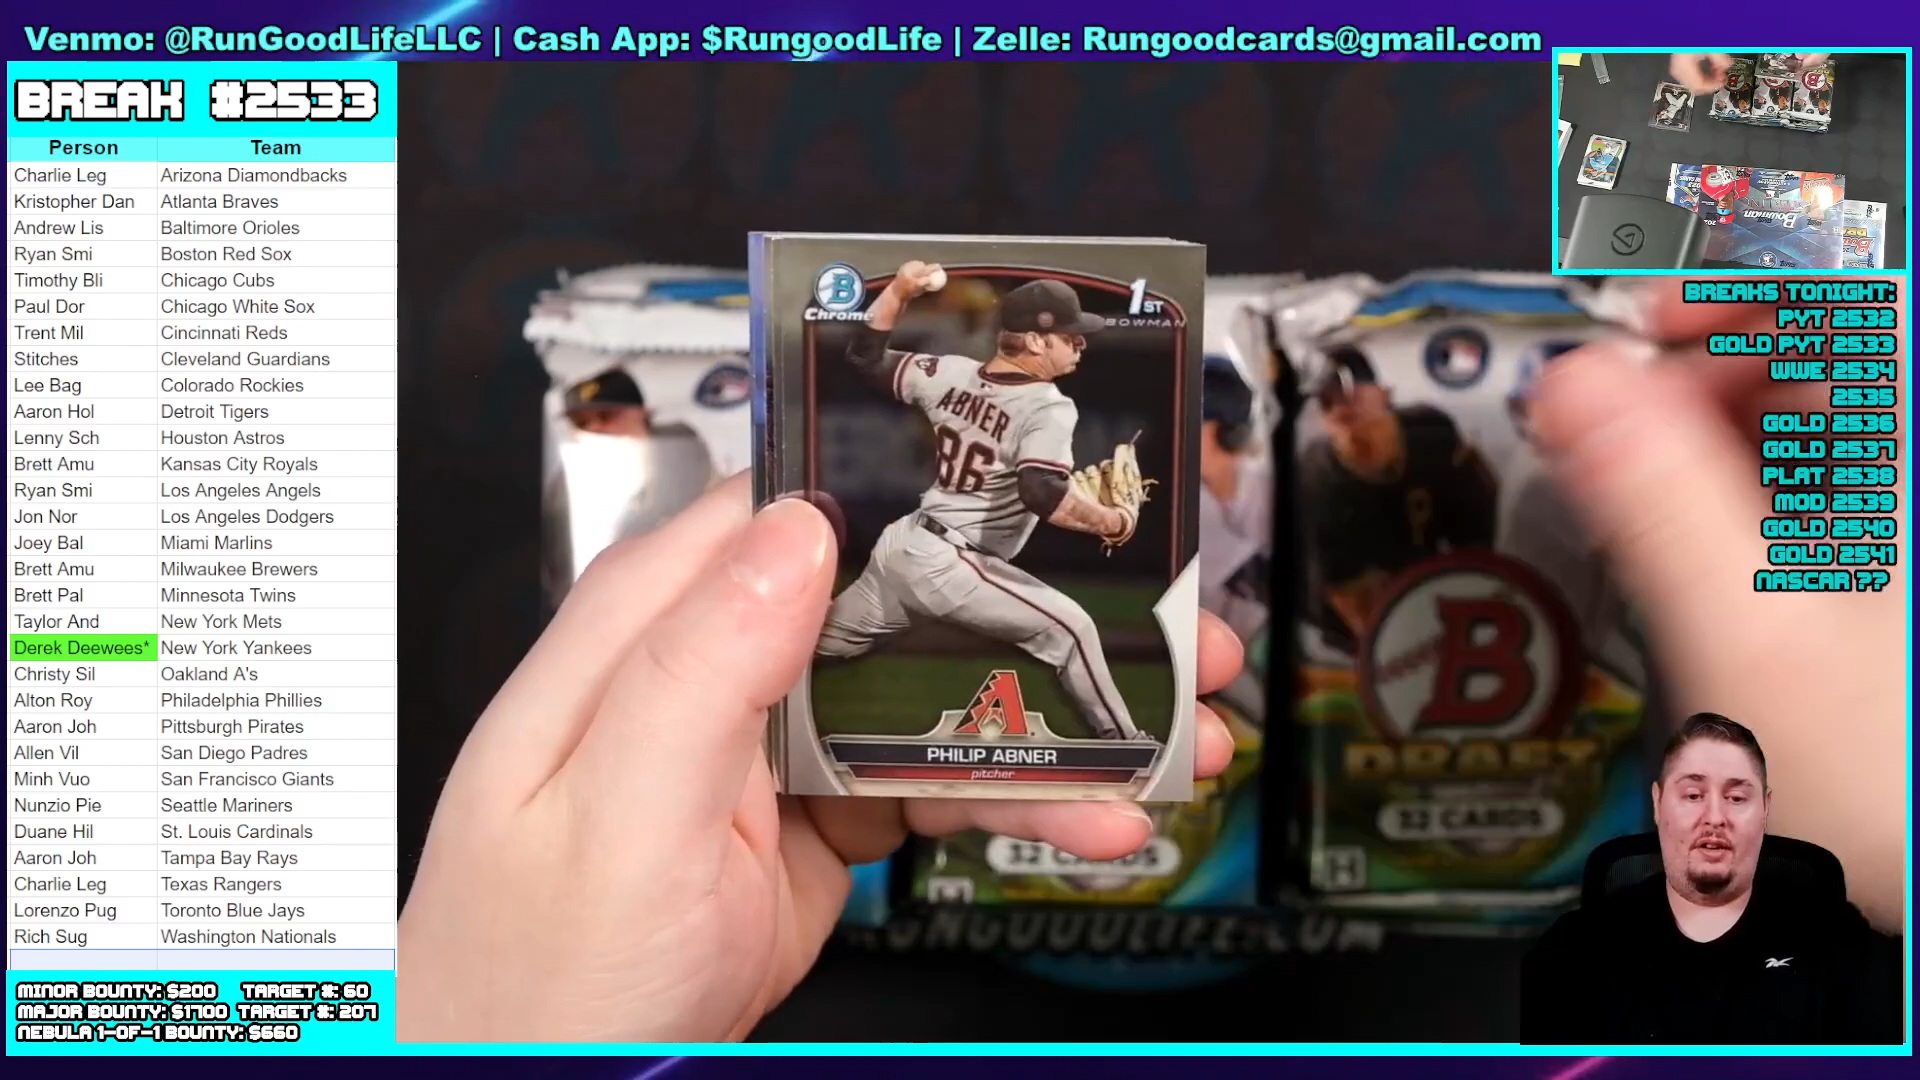 Venmo: @RunGoodLifeLLC | Cash App: $RungoodLife | Zelle: Rungoodcards@gmail.com
BREAK #2533
Person Team
Charlie Leg Arizona Diamondbacks
Kristopher Dan Atlanta Braves
Andrew Lis Baltimore Orioles
Ryan Smi Boston Red Sox
Timothy Bli Chicago Cubs
Paul Dor Chicago White Sox
Trent Mil Cincinnati Reds
Stitches Cleveland Guardians
Lee Bag Colorado Rockies
Aaron Hol Detroit Tigers
Lenny Sch Houston Astros
Brett Amu Kansas City Royals
Ryan Smi Los Angeles Angels
Jon Nor Los Angeles Dodgers
Joey Bal Miami Marlins
Brett Amu Milwaukee Brewers
Brett Pal Minnesota Twins
Taylor And New York Mets
Derek Deewees* New York Yankees
Christy Sil Oakland A's
Alton Roy Philadelphia Phillies
Aaron Joh Pittsburgh Pirates
Allen Vil San Diego Padres
Minh Vuo San Francisco Giants
Nunzio Pie Seattle Mariners
Duane Hil St. Louis Cardinals
Aaron Joh Tampa Bay Rays
Charlie Leg Texas Rangers
Lorenzo Pug Toronto Blue Jays
Rich Sug Washington Nationals
MINOR BOUNTY: $200 TARGET #: 60
MAJOR BOUNTY: $1700 TARGET #: 207
NEBULA 1-OF-1 BOUNTY: $660
B
Chrome
1ST
BOWMAN
ABNER
86
A
PHILIP ABNER
pitcher
B
DRAFT
32 CARDS
H
32 CARDS
Bowman
BREAKS TONIGHT:
PYT 2532
GOLD PYT 2533
WWE 2534
2535
GOLD 2536
GOLD 2537
PLAT 2538
MOD 2539
GOLD 2540
GOLD 2541
NASCAR ??